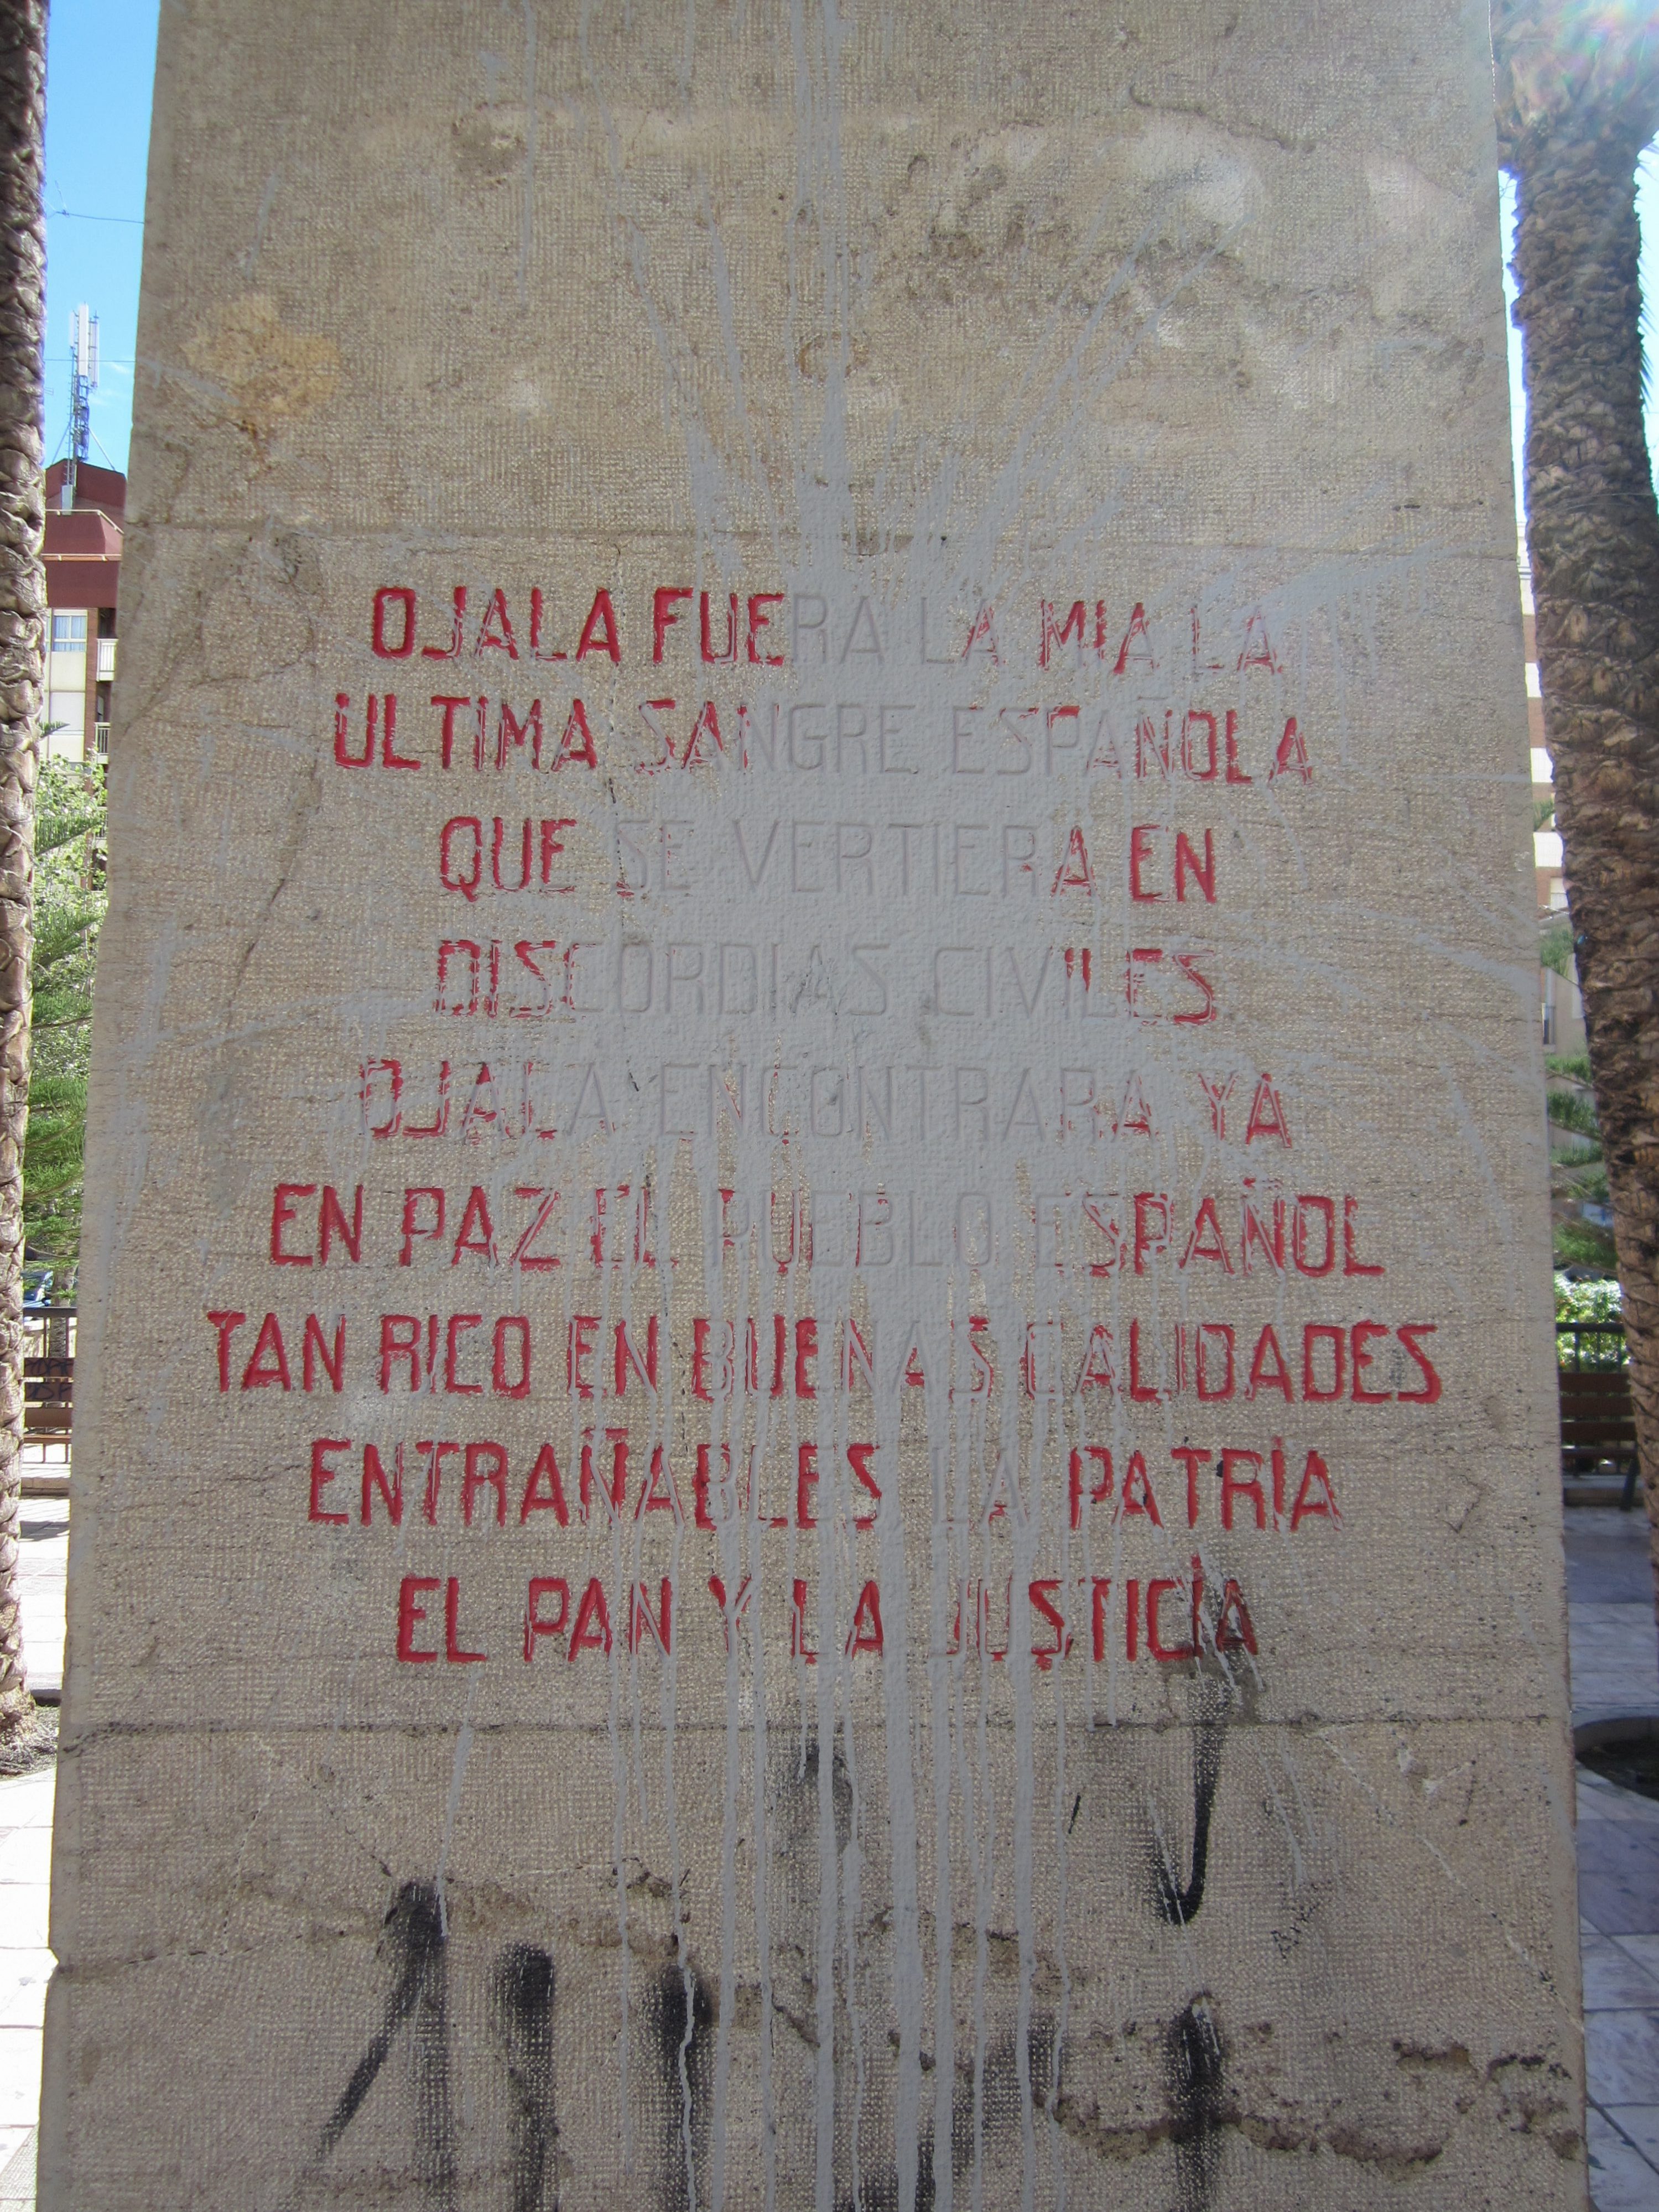 OJALA FUERA LA MIA LA
ULTIMA SANGRE ESPAÑOLA
QUE SE VERTIERA EN
DISCORDIAS CIVILES
OJALA ENCONTRARA YA
EN PAZ EL PUEBLO ESPAÑOL
TAN RICO EN BUENAS CALIDADES
ENTRAÑABLES LA PATRIA
EL PAN Y LA JUSTICIA